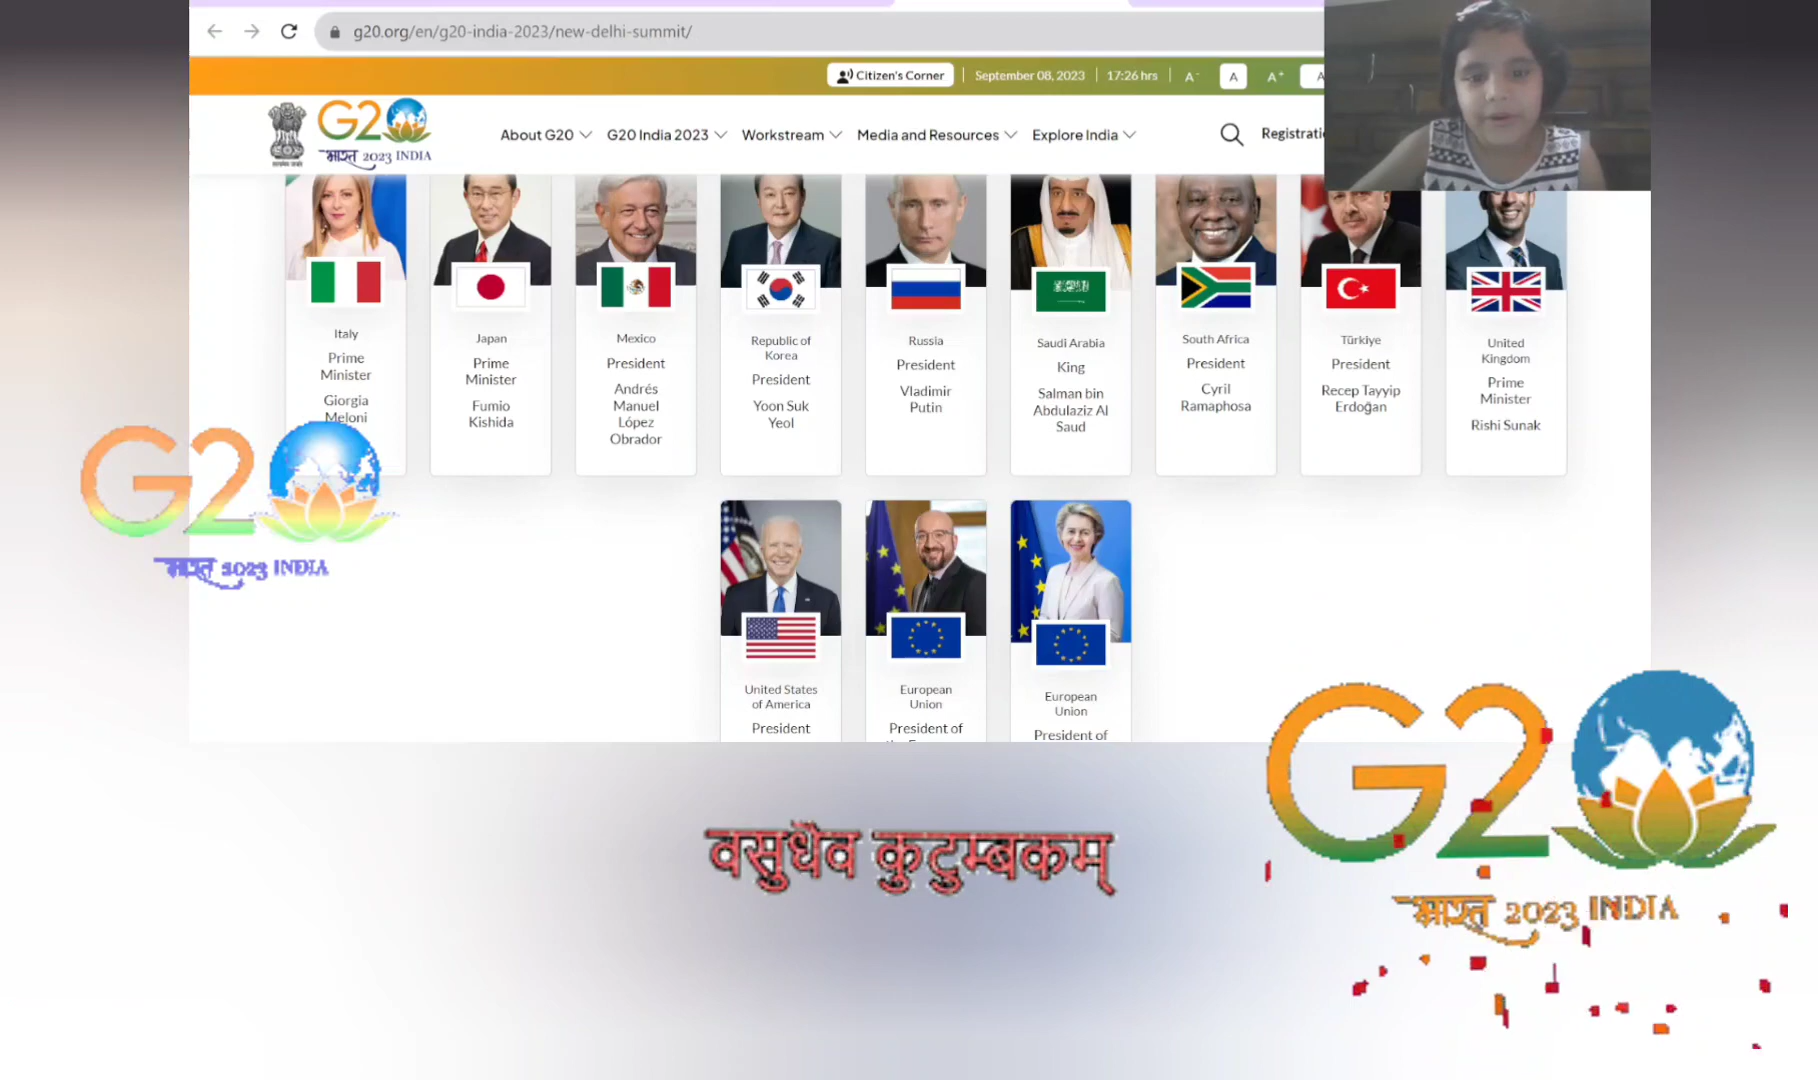 g20.org/en/g20-india-2023/new-delhi-summit/
Citizen's Corner
September 08, 2023
17:26 hrs
A-
A
A+
A
G20
भारत 2023 INDIA
About G20
G20 India 2023
Workstream
Media and Resources
Explore India
Italy
Prime
Minister
Giorgia
Meloni
Japan
Prime
Minister
Fumio
Kishida
Mexico
President
Andrés
Manuel
López
Obrador
Republic of
Korea
President
Yoon Suk
Yeol
Russia
President
Vladimir
Putin
Saudi Arabia
King
Salman bin
Abdulaziz Al
Saud
South Africa
President
Cyril
Ramaphosa
Türkiye
President
Recep Tayyip
Erdoğan
United
Kingdom
Prime
Minister
Rishi Sunak
G20
भारत 2023 INDIA
United States
of America
President
European
Union
President of
European
Union
President of
वसुधैव कुटुम्बकम्
G20
भारत 2023 INDIA